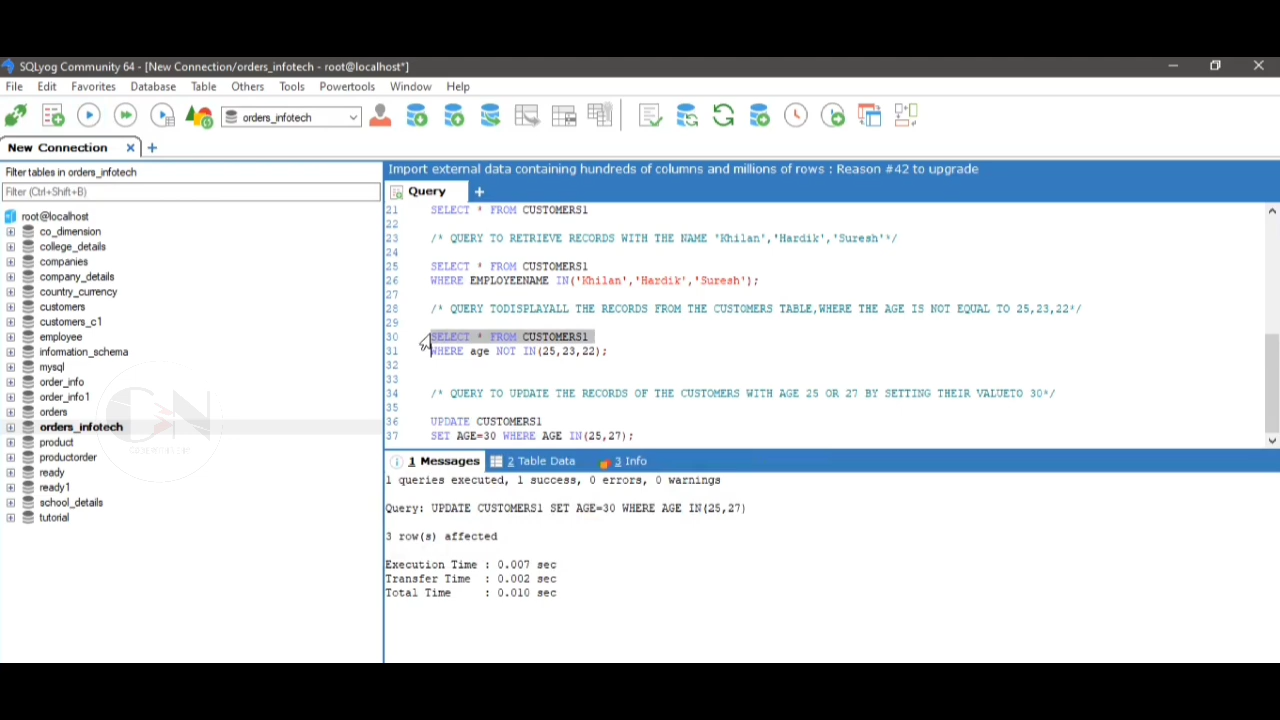 SQLyog Community 64 - [New Connection/orders_infotech - root@localhost*]
File Edit Favorites Database Table Others Tools Powertools Window Help
orders_infotech
New Connection
Filter tables in orders_infotech
Filter (Ctrl+Shift+B)
root@localhost
co_dimension
college_details
companies
company_details
country_currency
customers
customers_c1
employee
information_schema
mysql
order_info
order_info1
orders
orders_infotech
product
productorder
ready
ready1
school_details
tutorial
Import external data containing hundreds of columns and millions of rows : Reason #42 to upgrade
Query
21 SELECT * FROM CUSTOMERS1
22
23 /* QUERY TO RETRIEVE RECORDS WITH THE NAME 'Khilan','Hardik','Suresh'*/
24
25 SELECT * FROM CUSTOMERS1
26 WHERE EMPLOYEENAME IN('Khilan','Hardik','Suresh');
27
28 /* QUERY TODISPLAYALL THE RECORDS FROM THE CUSTOMERS TABLE,WHERE THE AGE IS NOT EQUAL TO 25,23,22*/
29
30 SELECT * FROM CUSTOMERS1
31 WHERE age NOT IN(25,23,22);
32
33
34 /* QUERY TO UPDATE THE RECORDS OF THE CUSTOMERS WITH AGE 25 OR 27 BY SETTING THEIR VALUETO 30*/
35
36 UPDATE CUSTOMERS1
37 SET AGE=30 WHERE AGE IN(25,27);
1 Messages 2 Table Data 3 Info
1 queries executed, 1 success, 0 errors, 0 warnings
Query: UPDATE CUSTOMERS1 SET AGE=30 WHERE AGE IN(25,27)
3 row(s) affected
Execution Time : 0.007 sec
Transfer Time : 0.002 sec
Total Time : 0.010 sec